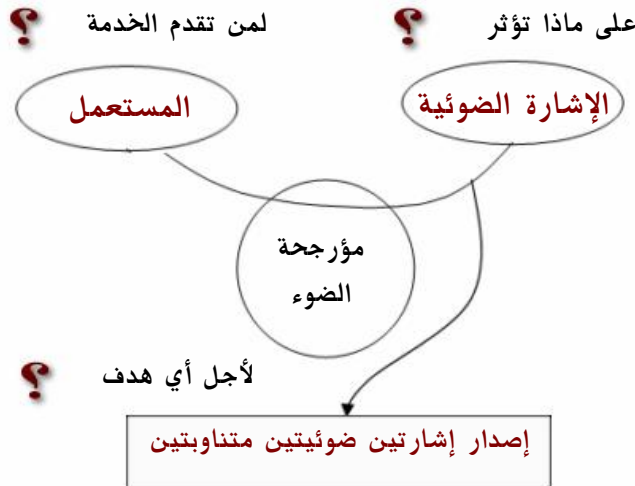 على ماذا تؤثر ؟
لمن تقدم الخدمة ؟
الإشارة الضوئية
المستعمل
مؤرجحة
الضوء
لأجل أي هدف ؟
إصدار إشارتين ضوئيتين متناوبتين